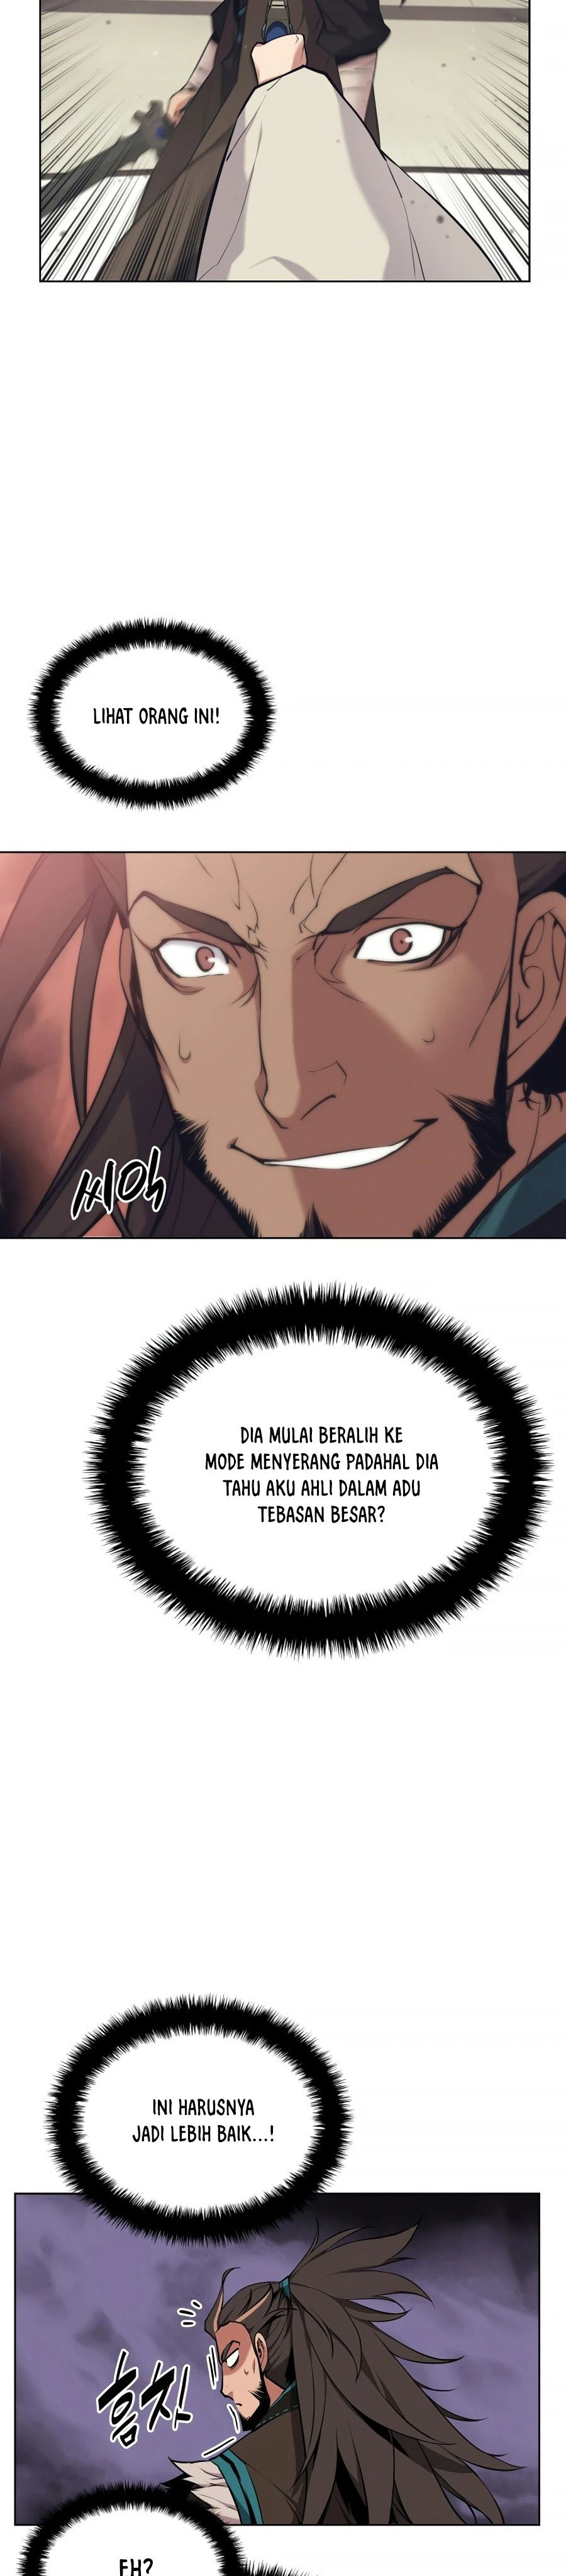 LIHAT ORANG INI!
씨이
DIA MULAI BERALIH KE
MODE MENYERANG PADAHAL DIA
TAHU AKU AHLI DALAM ADU
TEBASAN BESAR?
INI HARUSNYA
JADI LEBIH BAIK...!
흠칫
EH?